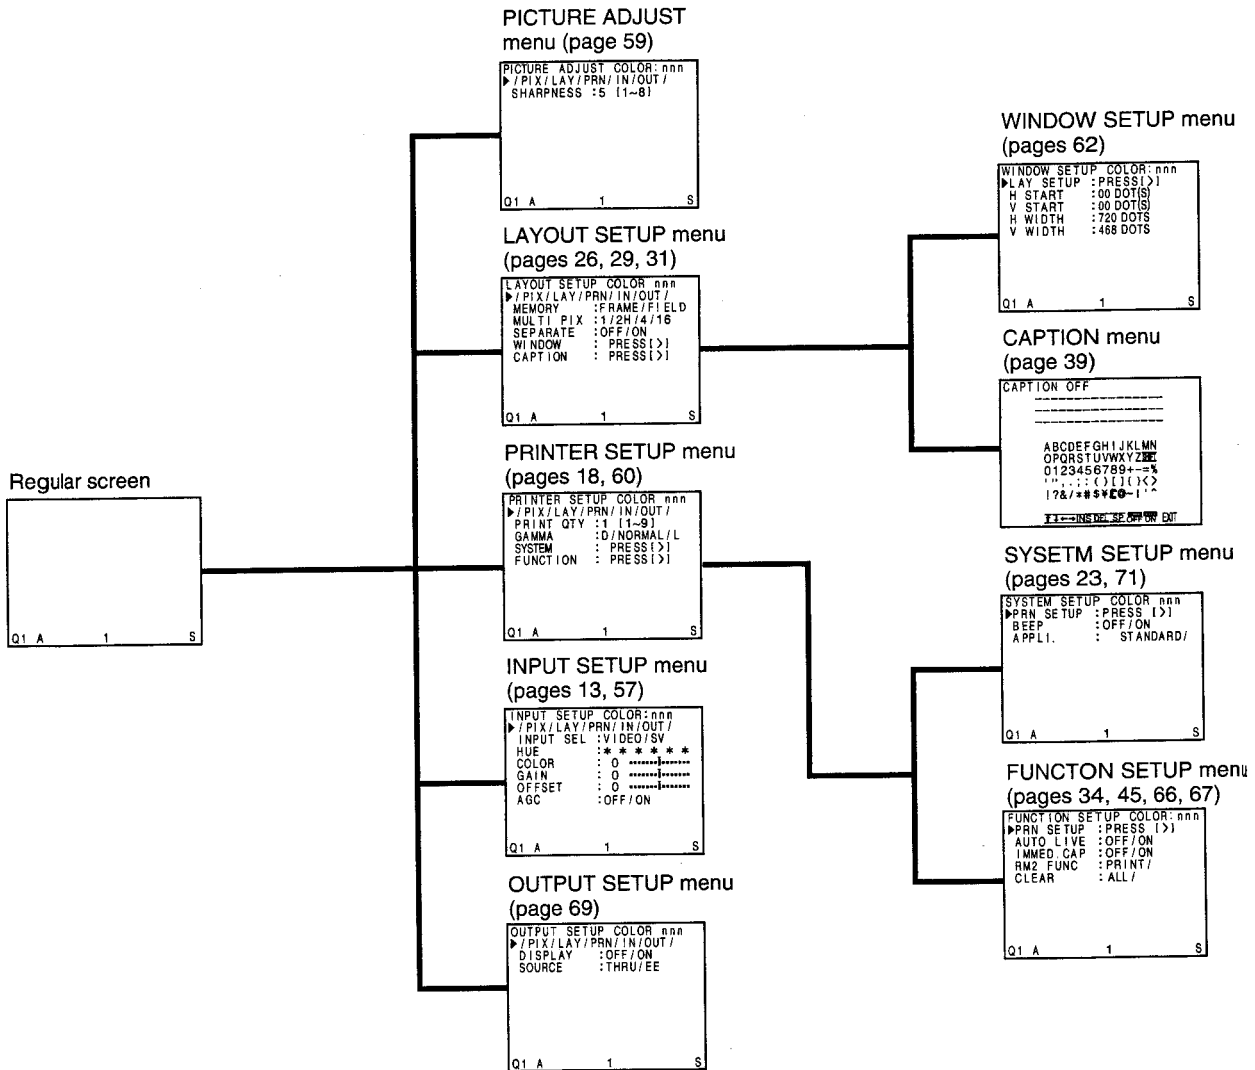 PICTURE ADJUST
menu (page 59)
PICTURE ADJUST COLOR:nnn
▶/PIX/LAY/PRN/IN/OUT/
SHARPNESS :5 [1~8]
Q1 A 1 S
LAYOUT SETUP menu
(pages 26, 29, 31)
LAYOUT SETUP COLOR nnn
▶/PIX/LAY/PRN/IN/OUT/
MEMORY :FRAME/FIELD
MULTI PIX :1/2H/4/16
SEPARATE :OFF/ON
WINDOW : PRESS[>]
CAPTION : PRESS[>]
Q1 A 1 S
PRINTER SETUP menu
(pages 18, 60)
PRINTER SETUP COLOR nnn
▶/PIX/LAY/PRN/IN/OUT/
PRINT QTY :1 [1~9]
GAMMA :D/NORMAL/L
SYSTEM : PRESS[>]
FUNCTION : PRESS[>]
Q1 A 1 S
Regular screen
Q1 A 1 S
INPUT SETUP menu
(pages 13, 57)
INPUT SETUP COLOR:nnn
▶/PIX/LAY/PRN/IN/OUT/
INPUT SEL :VIDEO/SV
HUE :* * * * * *
COLOR : 0
GAIN : 0
OFFSET : 0
AGC :OFF/ON
Q1 A 1 S
OUTPUT SETUP menu
(page 69)
OUTPUT SETUP COLOR nnn
▶/PIX/LAY/PRN/IN/OUT/
DISPLAY :OFF/ON
SOURCE :THRU/EE
Q1 A 1 S
WINDOW SETUP menu
(pages 62)
WINDOW SETUP COLOR:nnn
▶LAY SETUP :PRESS[>]
H START :00 DOT(S)
V START :00 DOT(S)
H WIDTH :720 DOTS
V WIDTH :468 DOTS
Q1 A 1 S
CAPTION menu
(page 39)
CAPTION OFF
ABCDEFGHIJKLMN
OPQRSTUVWXYZ
0123456789+-=%
'",.;:()[]{}<>
!?&/*#$¥£@~|'^
↑↓←→INS DEL SP OFF ON EXIT
SYSETM SETUP menu
(pages 23, 71)
SYSTEM SETUP COLOR nnn
▶PRN SETUP :PRESS [>]
BEEP :OFF/ON
APPLI. : STANDARD/
Q1 A 1 S
FUNCTON SETUP menu
(pages 34, 45, 66, 67)
FUNCTION SETUP COLOR:nnn
▶PRN SETUP :PRESS [>]
AUTO LIVE :OFF/ON
IMMED.CAP :OFF/ON
RM2 FUNC :PRINT/
CLEAR :ALL/
Q1 A 1 S